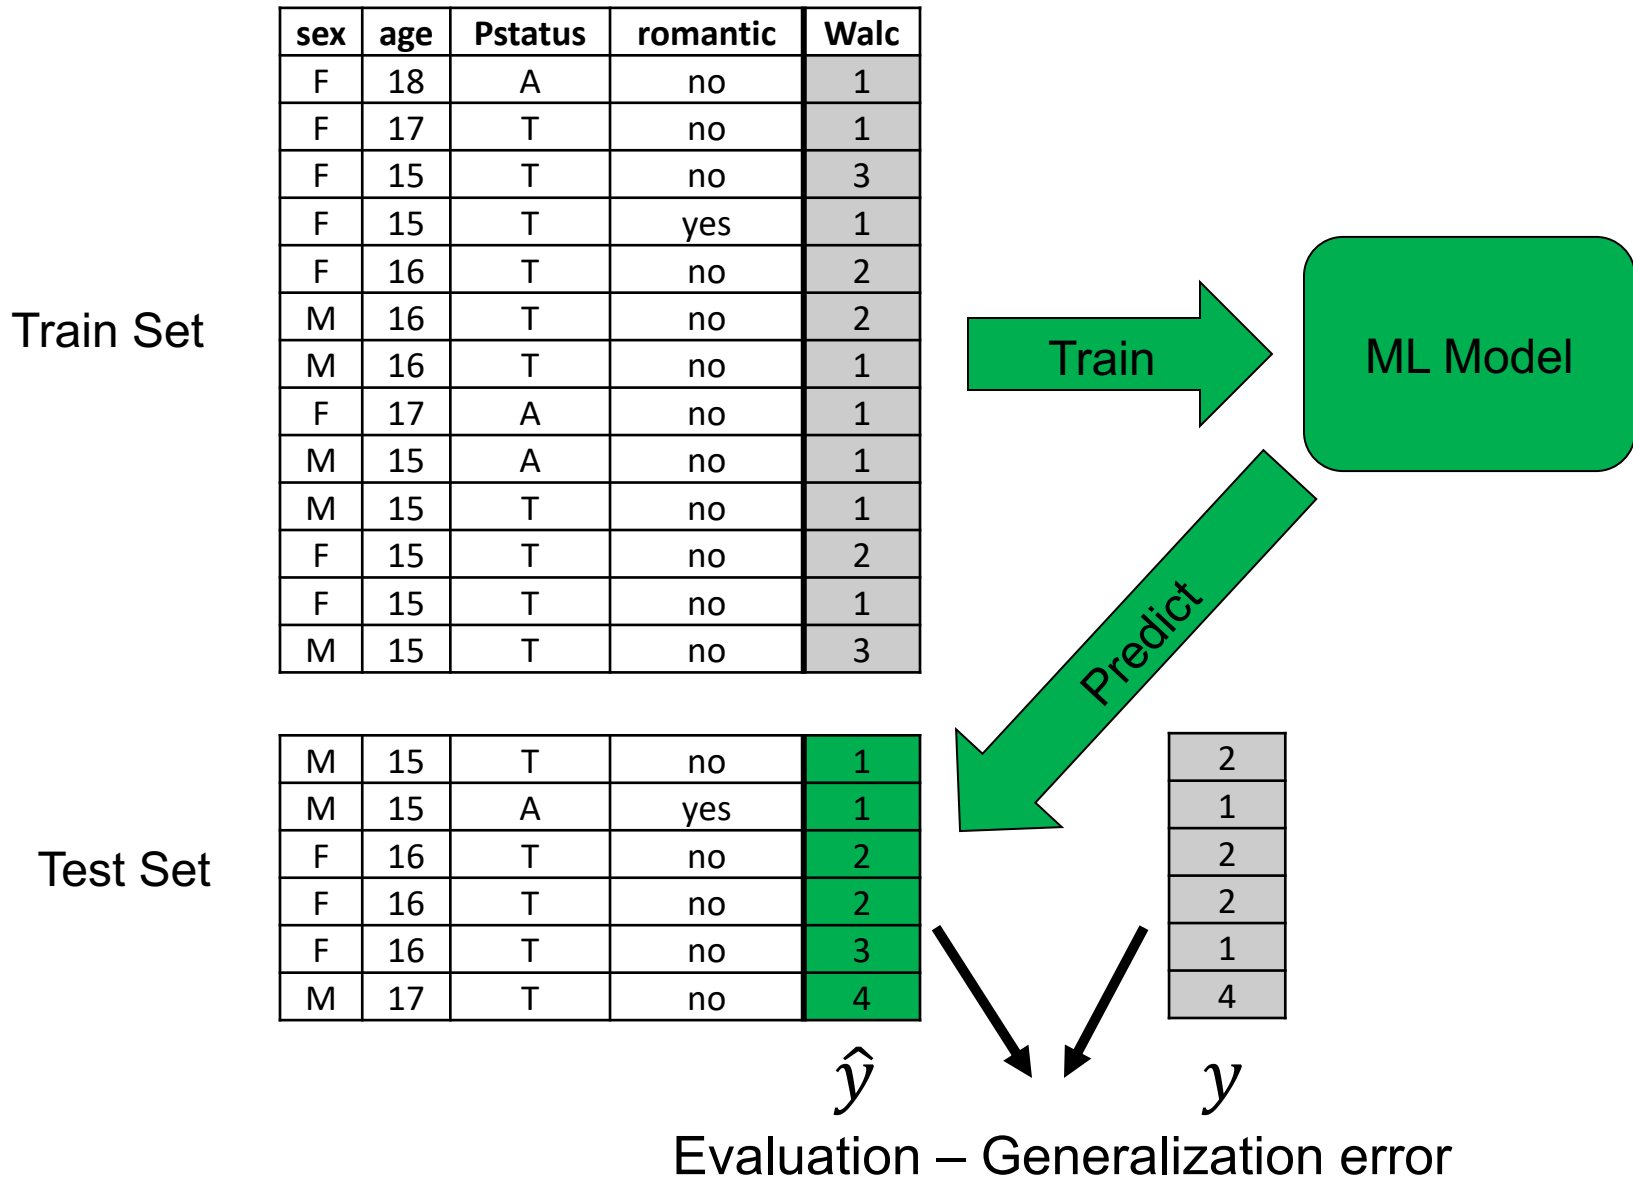 sex age Pstatus romantic Walc
F 18 A no 1
F 17 T no 1
F 15 T no 3
F 15 T yes 1
F 16 T no 2
M 16 T no 2
M 16 T no 1
F 17 A no 1
M 15 A no 1
M 15 T no 1
F 15 T no 2
F 15 T no 1
M 15 T no 3
Train Set
Train
ML Model
Predict
Test Set
M 15 T no 1
M 15 A yes 1
F 16 T no 2
F 16 T no 2
F 16 T no 3
M 17 T no 4
2
1
2
2
1
4
ŷ
y
Evaluation – Generalization error